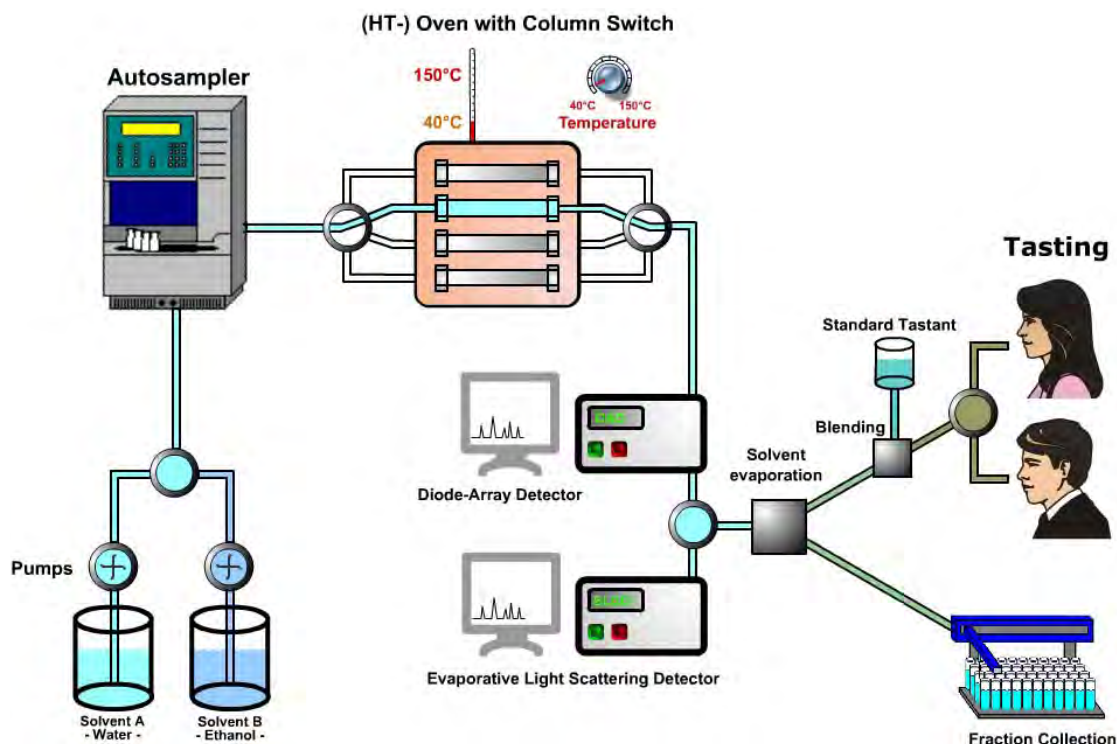 (HT-) Oven with Column Switch
Autosampler
150°C
40°C
40°C 150°C
Temperature
Tasting
Standard Tastant
Blending
Solvent
evaporation
Diode-Array Detector
Pumps
Evaporative Light Scattering Detector
Solvent A
- Water -
Solvent B
- Ethanol -
Fraction Collection